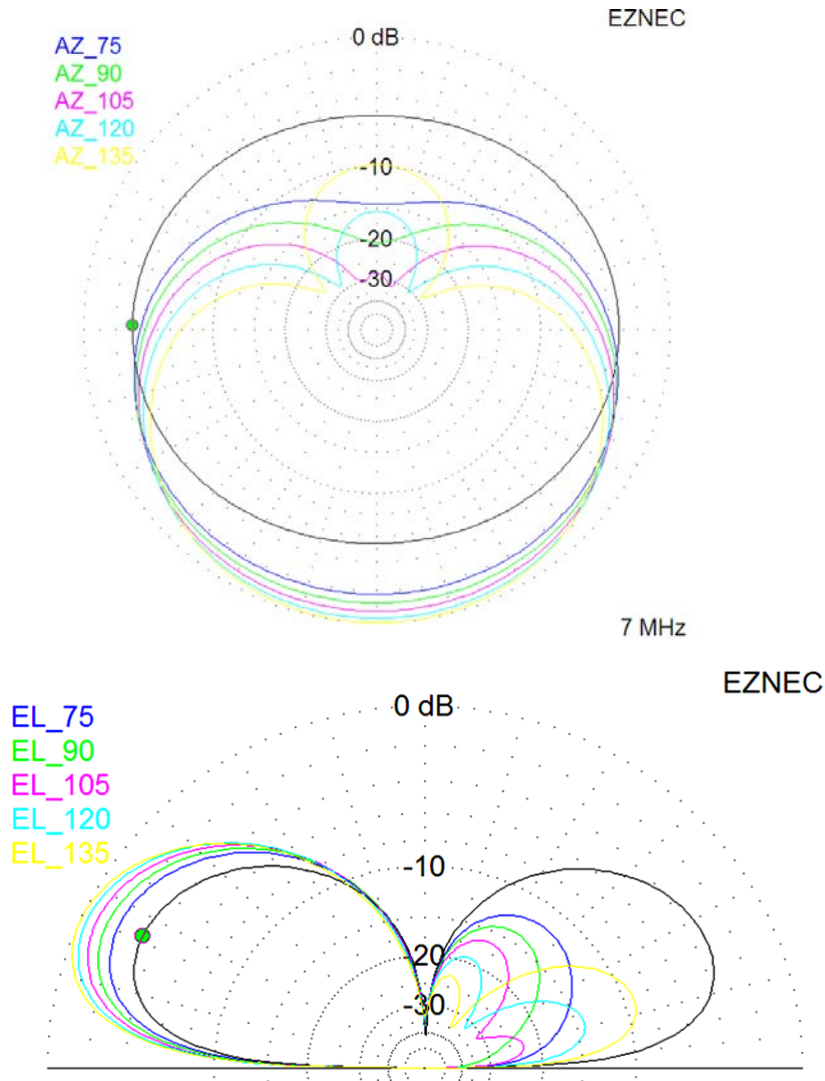 EZNEC
0 dB
AZ_75
AZ_90
AZ_105
AZ_120
AZ_135
-10
-20
-30
7 MHz
EZNEC
0 dB
EL_75
EL_90
EL_105
EL_120
EL_135
-10
-20
-30